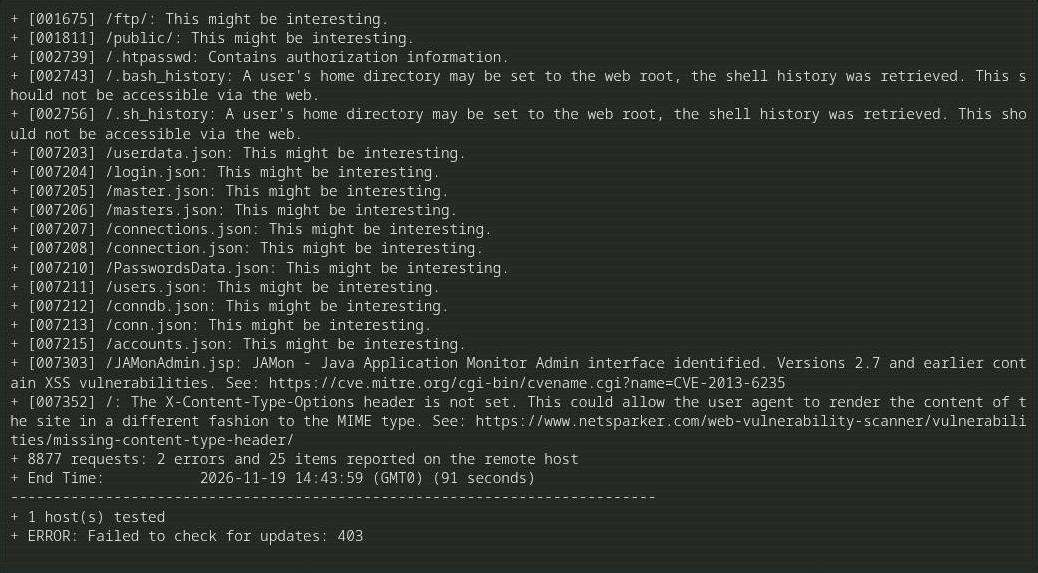 + [001675] /ftp/: This might be interesting.
+ [001811] /public/: This might be interesting.
+ [002739] /.htpasswd: Contains authorization information.
+ [002743] /.bash_history: A user's home directory may be set to the web root, the shell history was retrieved. This s
hould not be accessible via the web.
+ [002756] /.sh_history: A user's home directory may be set to the web root, the shell history was retrieved. This sho
uld not be accessible via the web.
+ [007203] /userdata.json: This might be interesting.
+ [007204] /login.json: This might be interesting.
+ [007205] /master.json: This might be interesting.
+ [007206] /masters.json: This might be interesting.
+ [007207] /connections.json: This might be interesting.
+ [007208] /connection.json: This might be interesting.
+ [007210] /PasswordsData.json: This might be interesting.
+ [007211] /users.json: This might be interesting.
+ [007212] /conndb.json: This might be interesting.
+ [007213] /conn.json: This might be interesting.
+ [007215] /accounts.json: This might be interesting.
+ [007303] /JAMonAdmin.jsp: JAMon - Java Application Monitor Admin interface identified. Versions 2.7 and earlier cont
ain XSS vulnerabilities. See: https://cve.mitre.org/cgi-bin/cvename.cgi?name=CVE-2013-6235
+ [007352] /: The X-Content-Type-Options header is not set. This could allow the user agent to render the content of t
he site in a different fashion to the MIME type. See: https://www.netsparker.com/web-vulnerability-scanner/vulnerabili
ties/missing-content-type-header/
+ 8877 requests: 2 errors and 25 items reported on the remote host
+ End Time:           2026-11-19 14:43:59 (GMT0) (91 seconds)
---------------------------------------------------------------------------
+ 1 host(s) tested
+ ERROR: Failed to check for updates: 403